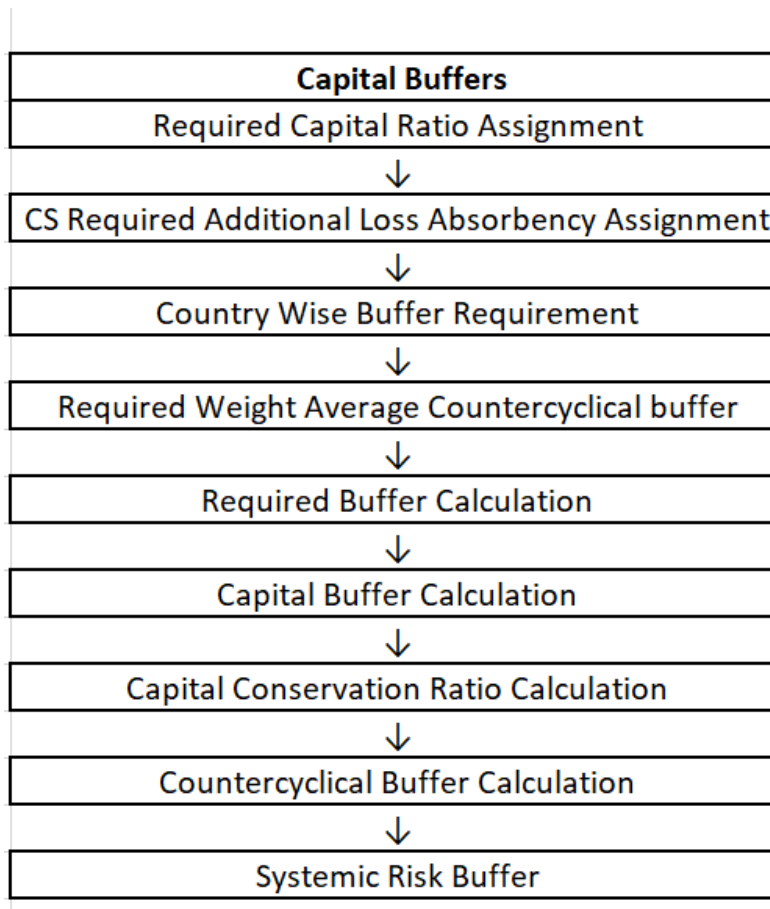 Capital Buffers
Required Capital Ratio Assignment
↓
CS Required Additional Loss Absorbency Assignment
↓
Country Wise Buffer Requirement
↓
Required Weight Average Countercyclical buffer
↓
Required Buffer Calculation
↓
Capital Buffer Calculation
↓
Capital Conservation Ratio Calculation
↓
Countercyclical Buffer Calculation
↓
Systemic Risk Buffer